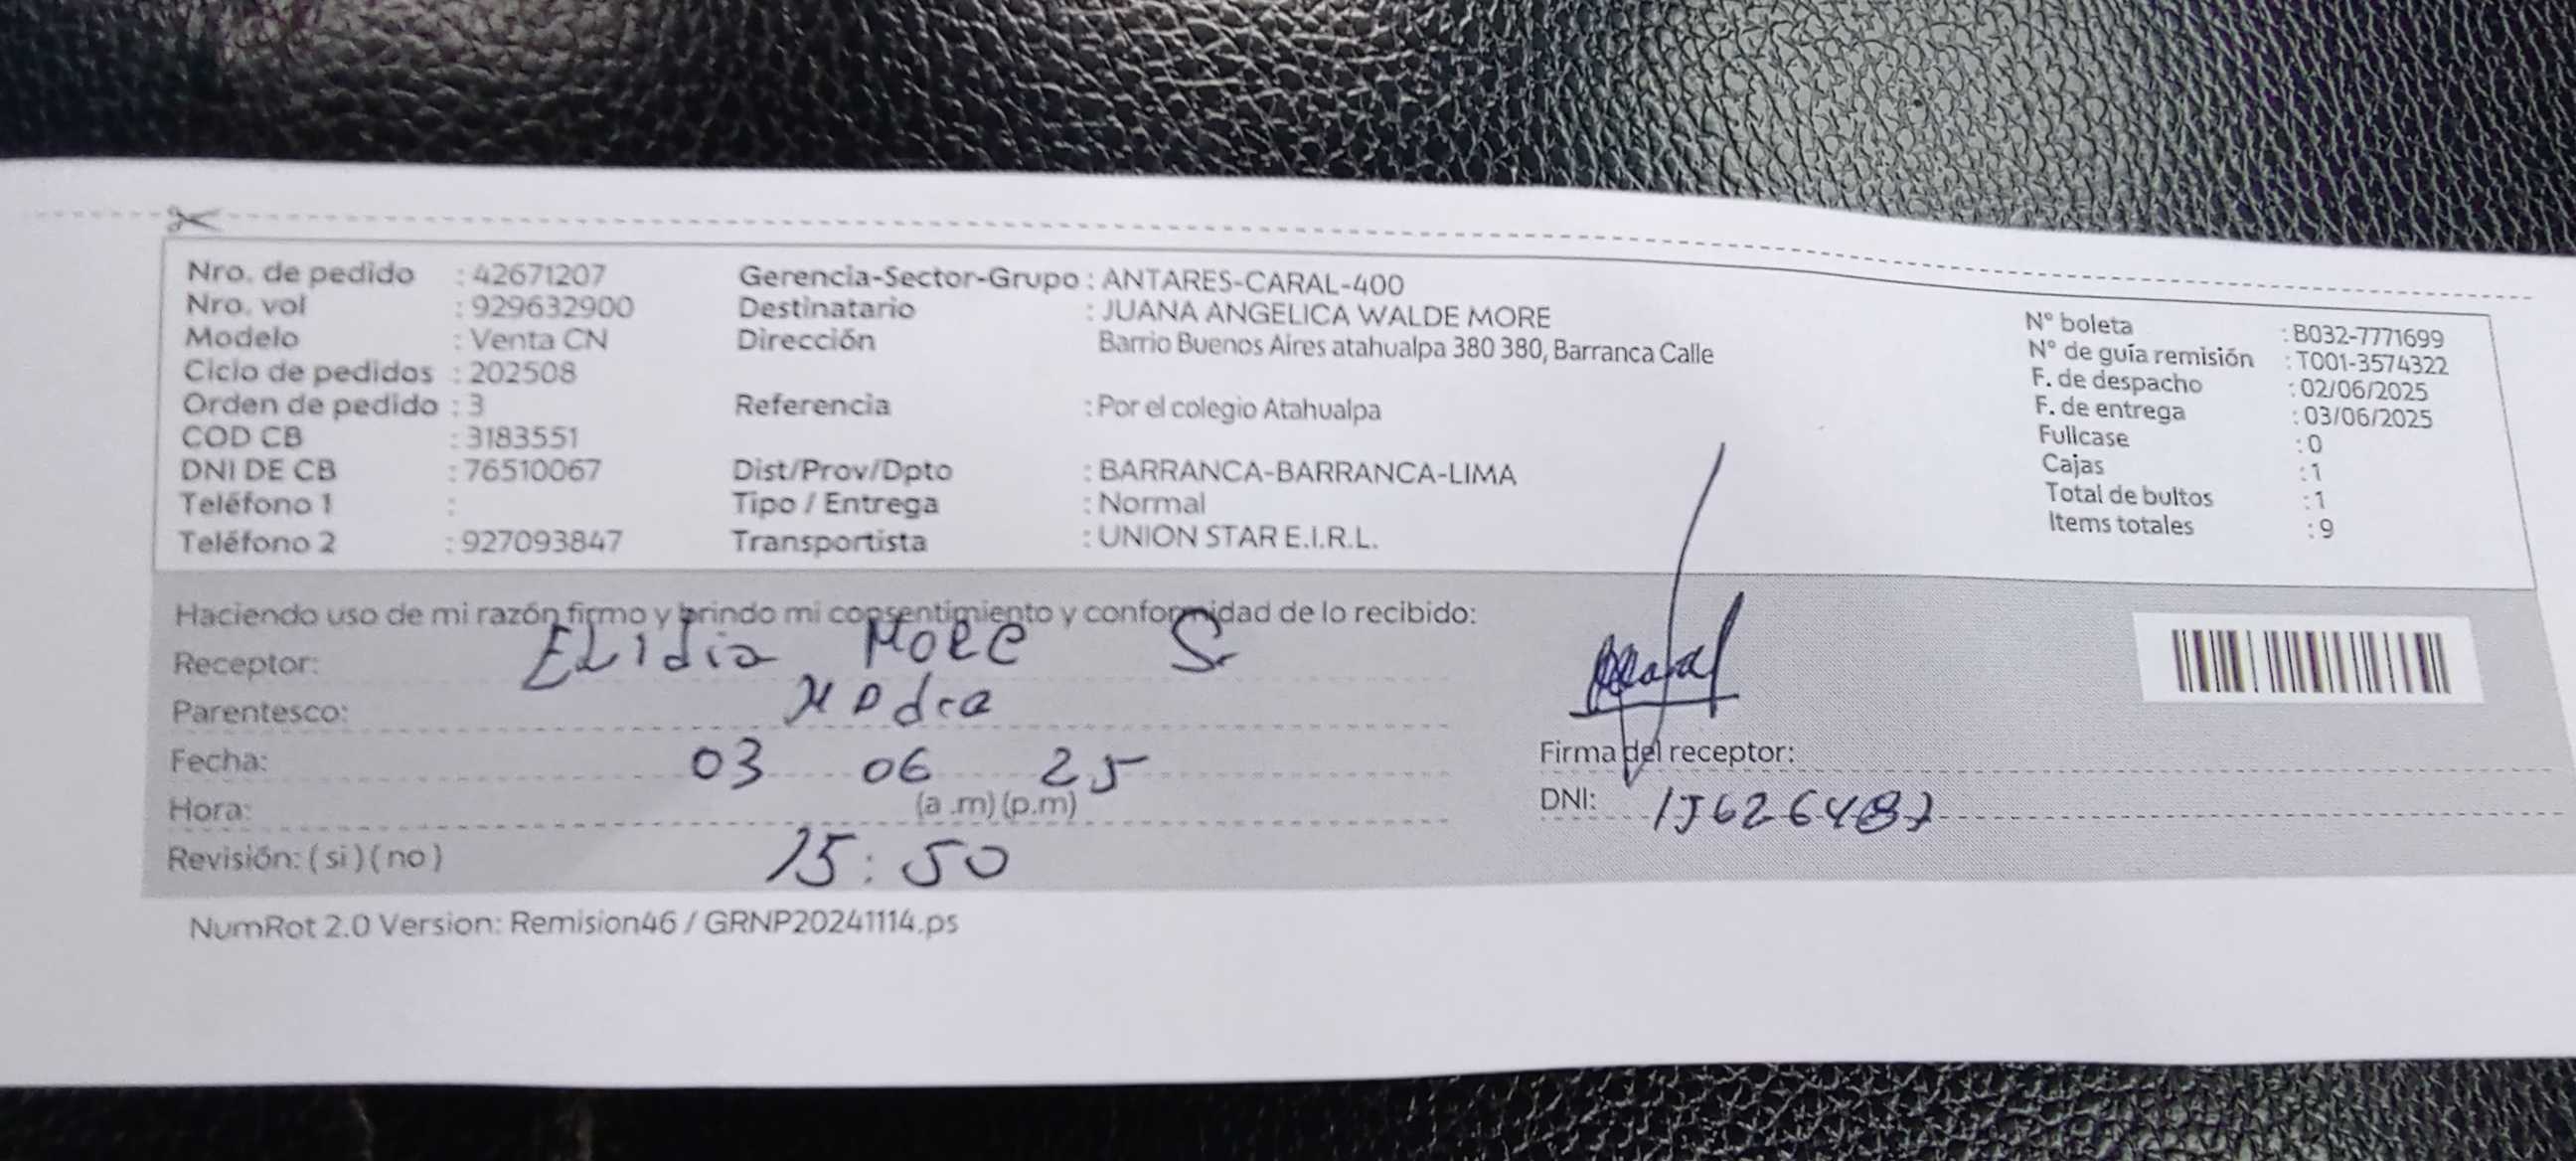 Nro. de pedido : 42671207
Nro. vol : 929632900
Modelo : Venta CN
Ciclo de pedidos : 202508
Orden de pedido : 3
COD CB : 3183551
DNI DE CB : 76510067
Teléfono 1 :
Teléfono 2 : 927093847
Gerencia-Sector-Grupo : ANTARES-CARAL-400
Destinatario : JUANA ANGELICA WALDE MORE
Dirección Barrio Buenos Aires atahualpa 380 380, Barranca Calle
Referencia : Por el colegio Atahualpa
Dist/Prov/Dpto : BARRANCA-BARRANCA-LIMA
Tipo / Entrega : Normal
Transportista : UNION STAR E.I.R.L.
N° boleta : B032-7771699
N° de guía remisión : T001-3574322
F. de despacho : 02/06/2025
F. de entrega : 03/06/2025
Fullcase : 0
Cajas : 1
Total de bultos : 1
Items totales : 9
Haciendo uso de mi razón firmo y brindo mi consentimiento y conformidad de lo recibido:
Receptor: ELidia More S
Parentesco: Madre
Fecha: 03 06 25
Hora: (a .m) (p.m)
15:50
Revisión: ( si ) ( no )
Firma del receptor:
DNI:
NumRot 2.0 Version: Remision46 / GRNP20241114.ps